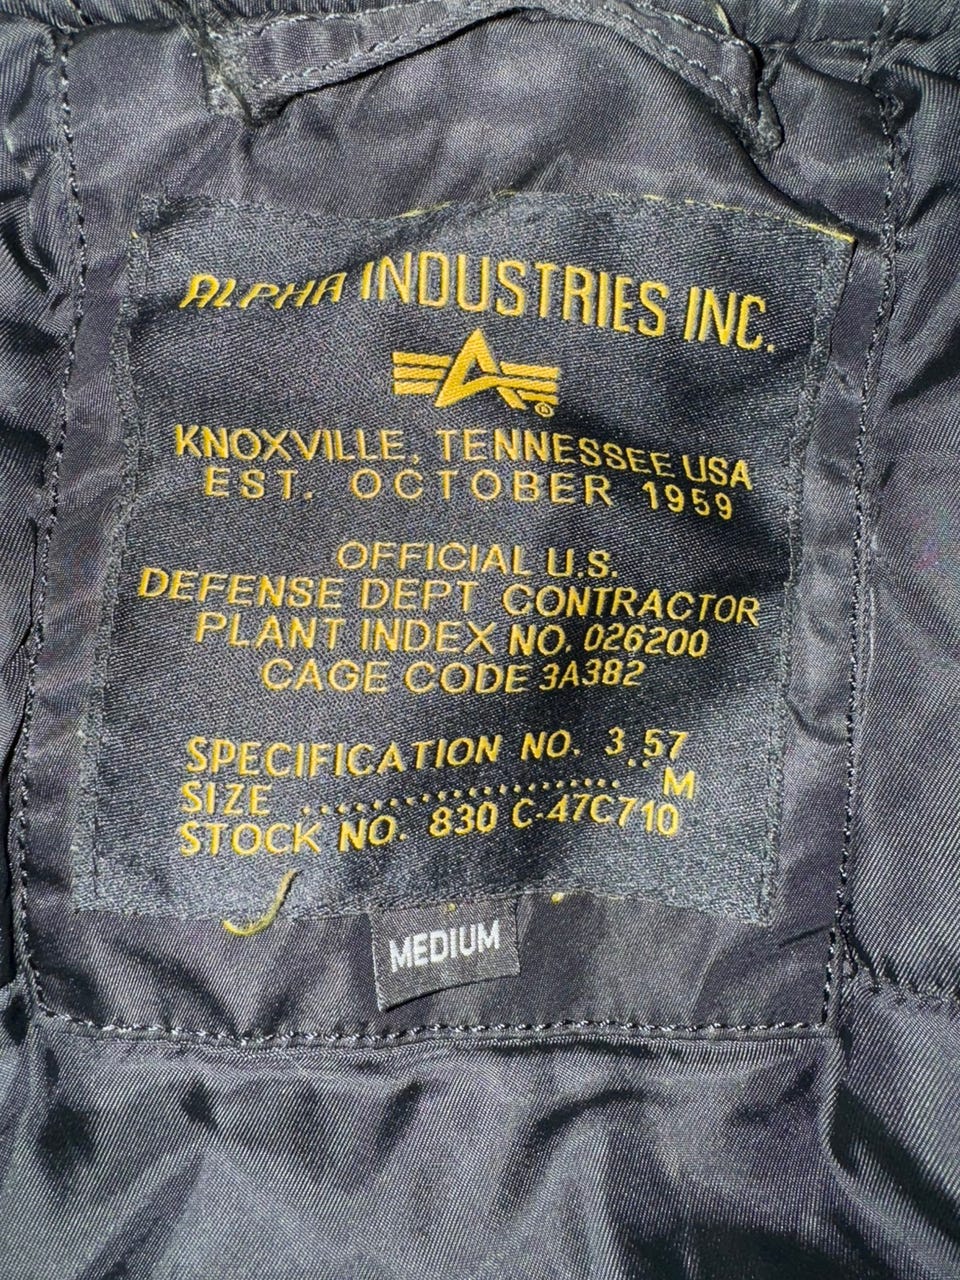 ALPHA INDUSTRIES INC.
®
KNOXVILLE, TENNESSEE USA
EST. OCTOBER 1959
OFFICIAL U.S.
DEFENSE DEPT CONTRACTOR
PLANT INDEX NO. 026200
CAGE CODE 3A382
SPECIFICATION NO. 3.57
SIZE ........................ M
STOCK NO. 830 C-47C710
MEDIUM